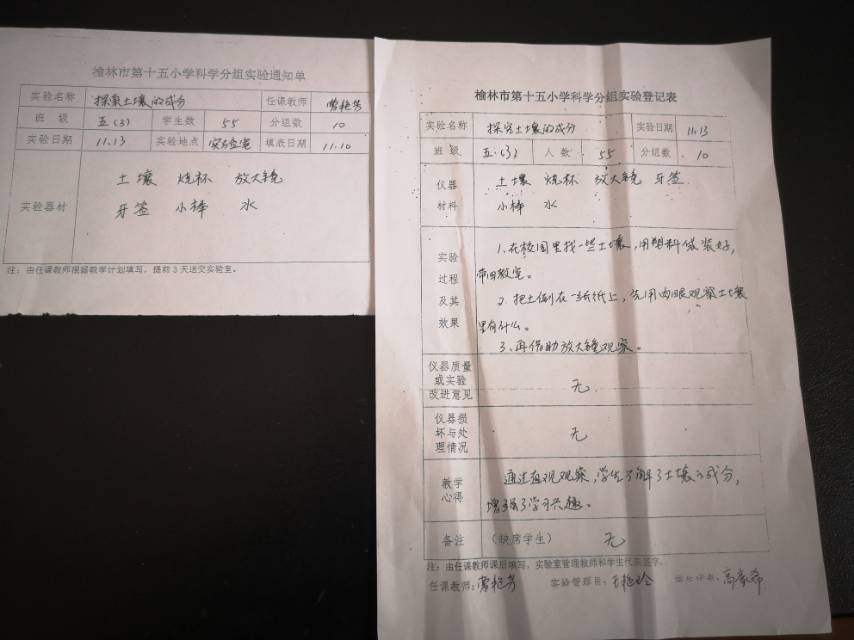 榆林市第十五小学科学分组实验通知单
实验名称 探索土壤的成分 任课教师 曹艳芳
班 级 五(3) 学生数 55 分组数 10
实验日期 11.13 实验地点 实验室 填表日期 11.10
实验器材
土壤 烧杯 放大镜
牙签 小棒 水
注：由任课教师根据教学计划填写，提前3天送交实验室。
榆林市第十五小学科学分组实验登记表
实验名称 探究土壤的成分 实验日期 11.13
班 级 五.(3) 人 数 55 分组数 10
仪器材料
土壤 烧杯 放大镜 牙签
小棒 水
实验过程及其效果
1.在校园里找一些土壤，用塑料袋装好，
带回教室。
2.把土倒在一张纸上，先用肉眼观察土壤
里有什么。
3.再借助放大镜观察。
仪器质量或实验改进意见 无
仪器损坏与处理情况 无
教学心得
通过直观观察，学生了解了土壤的成分，
增强了学习兴趣。
备注 （缺席学生） 无
注：由任课教师课后填写，实验室管理教师和学生代表签字。
任课教师：曹艳芳 实验管理员：王艳玲